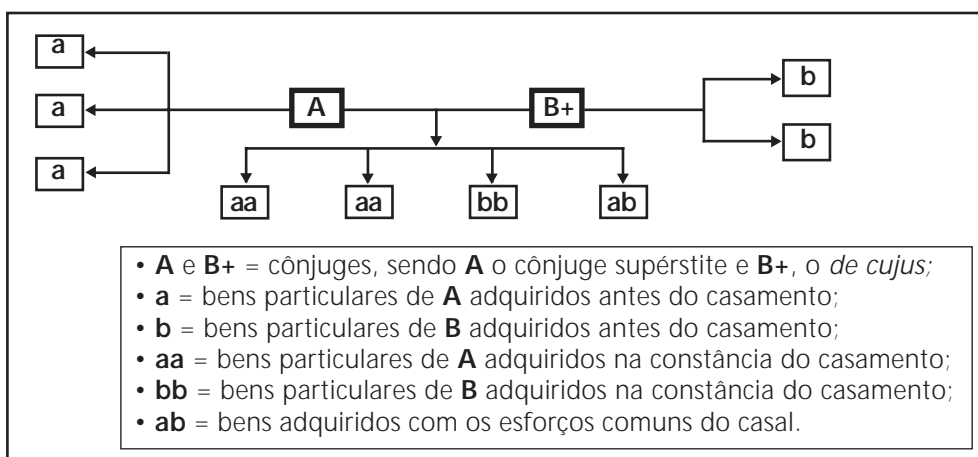 a
a
a
A
B+
b
b
aa
aa
bb
ab
• A e B+ = cônjuges, sendo A o cônjuge supérstite e B+, o de cujus;
• a = bens particulares de A adquiridos antes do casamento;
• b = bens particulares de B adquiridos antes do casamento;
• aa = bens particulares de A adquiridos na constância do casamento;
• bb = bens particulares de B adquiridos na constância do casamento;
• ab = bens adquiridos com os esforços comuns do casal.